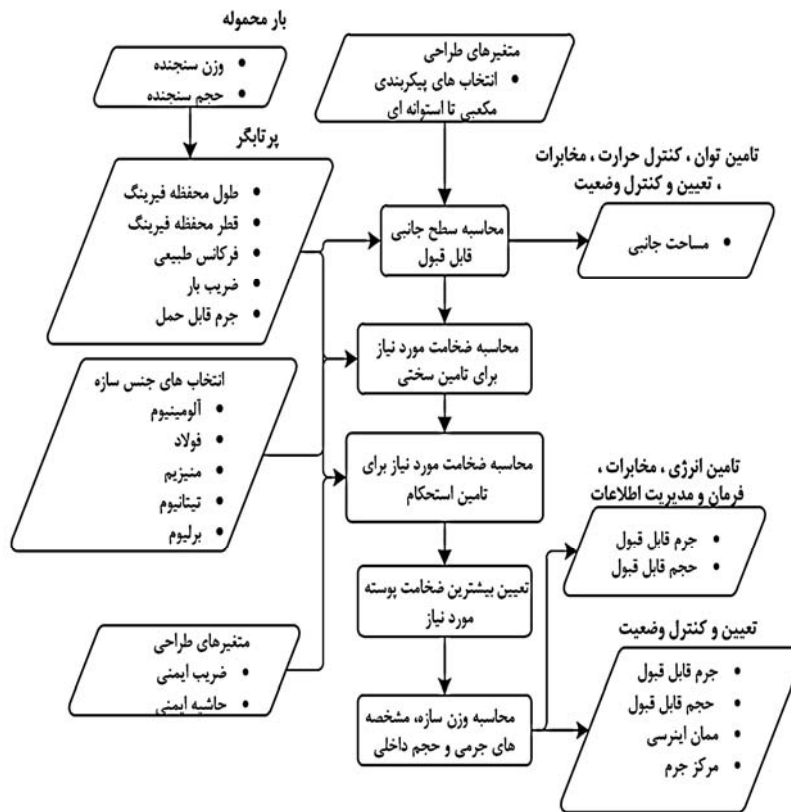 بار محموله
• وزن سنجنده
• حجم سنجنده
متغیرهای طراحی
• انتخاب های پیکربندی
مکعبی تا استوانه ای
پرتابگر
• طول محفظه فیرینگ
• قطر محفظه فیرینگ
• فرکانس طبیعی
• ضریب بار
• جرم قابل حمل
محاسبه سطح جانبی
قابل قبول
تامین توان ، کنترل حرارت ، مخابرات
، تعیین و کنترل وضعیت
• مساحت جانبی
محاسبه ضخامت مورد نیاز
برای تامین سختی
انتخاب های جنس سازه
• آلومینیوم
• فولاد
• منیزیم
• تیتانیوم
• برلیوم
محاسبه ضخامت مورد نیاز برای
تامین استحکام
تامین انرژی ، مخابرات ،
فرمان و مدیریت اطلاعات
• جرم قابل قبول
• حجم قابل قبول
تعیین بیشترین ضخامت پوسته
مورد نیاز
متغیرهای طراحی
• ضریب ایمنی
• حاشیه ایمنی
محاسبه وزن سازه، مشخصه
های جرمی و حجم داخلی
تعیین و کنترل وضعیت
• جرم قابل قبول
• حجم قابل قبول
• ممان اینرسی
• مرکز جرم